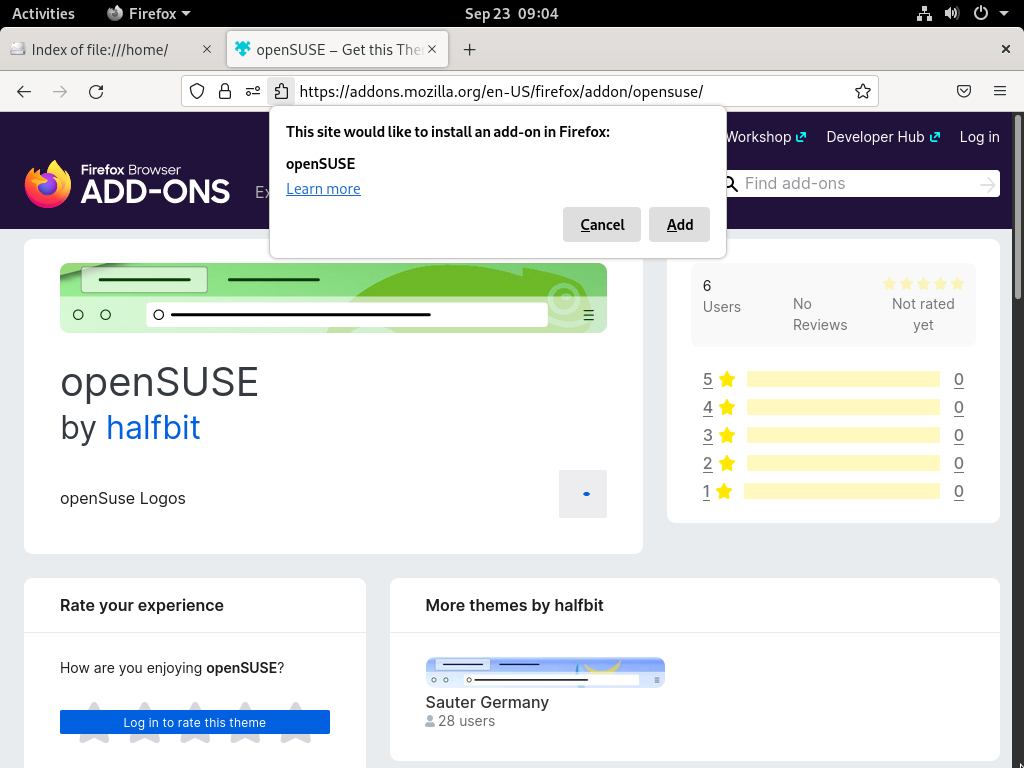 Activities
Firefox
Sep 23 09:04
Index of file:///home/
openSUSE – Get this The
https://addons.mozilla.org/en-US/firefox/addon/opensuse/
This site would like to install an add-on in Firefox:
openSUSE
Learn more
Cancel
Add
Workshop
Developer Hub
Log in
Firefox Browser
ADD-ONS
Ex
Find add-ons
openSUSE
by halfbit
openSuse Logos
6
Users
No
Reviews
Not rated
yet
5 0
4 0
3 0
2 0
1 0
Rate your experience
How are you enjoying openSUSE?
Log in to rate this theme
More themes by halfbit
Sauter Germany
28 users